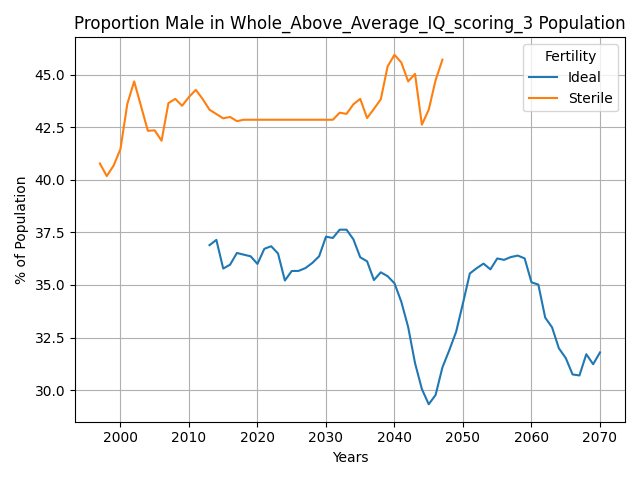 Proportion Male in Whole_Above_Average_IQ_scoring_3 Population
Fertility
Ideal
Sterile
% of Population
45.0
42.5
40.0
37.5
35.0
32.5
30.0
2000 2010 2020 2030 2040 2050 2060 2070
Years